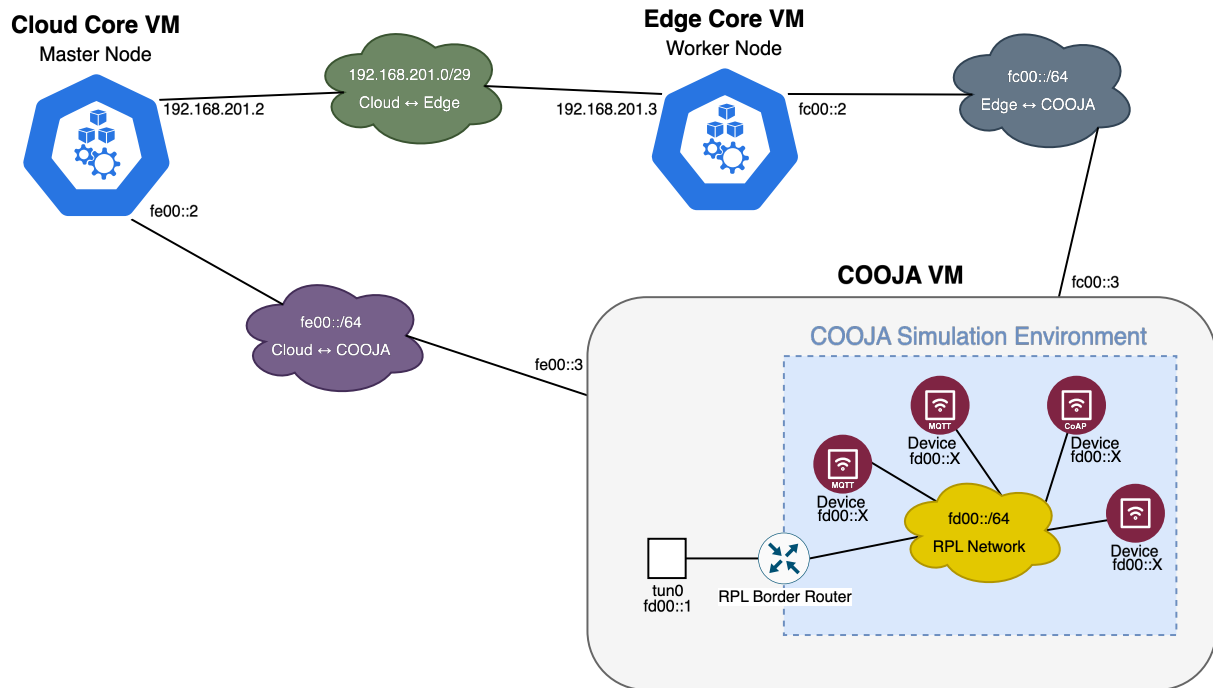 Cloud Core VM
Master Node
192.168.201.2
fe00::2
192.168.201.0/29
Cloud ↔ Edge
Edge Core VM
Worker Node
192.168.201.3
fc00::2
fc00::/64
Edge ↔ COOJA
fc00::3
fe00::/64
Cloud ↔ COOJA
fe00::3
COOJA VM
COOJA Simulation Environment
MQTT
Device
fd00::X
MQTT
Device
fd00::X
CoAP
Device
fd00::X
Device
fd00::X
fd00::/64
RPL Network
RPL Border Router
tun0
fd00::1